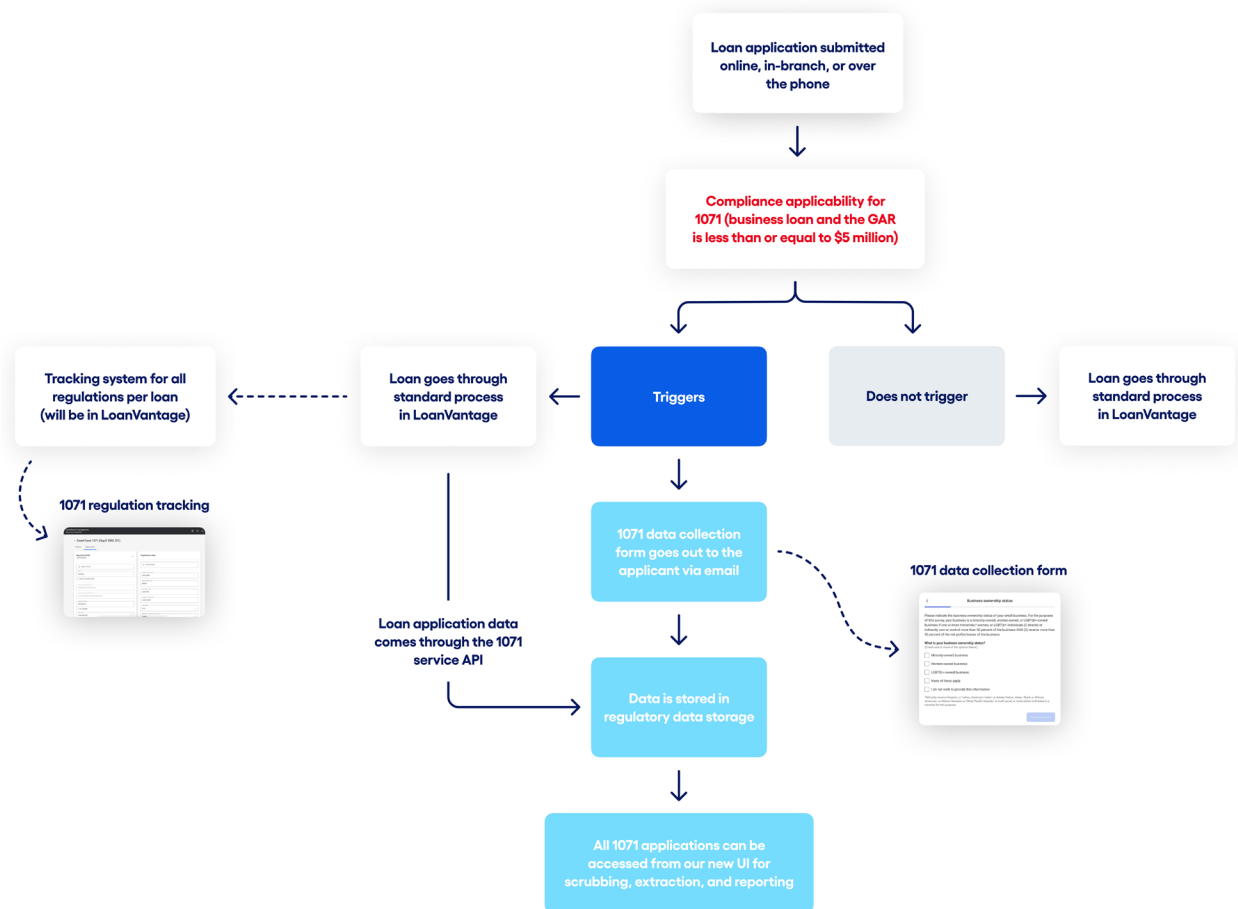 Loan application submitted
online, in-branch, or over
the phone
Compliance applicability for
1071 (business loan and the GAR
is less than or equal to $5 million)
Tracking system for all
regulations per loan
(will be in LoanVantage)
Loan goes through
standard process
in LoanVantage
Triggers
Does not trigger
Loan goes through
standard process
in LoanVantage
1071 regulation tracking
1071 data collection
form goes out to the
applicant via email
1071 data collection form
Business ownership status
What is your business ownership status?
Minority-owned business
Women-owned business
LGBTQI+-owned business
None of these apply
I do not wish to provide this information
Loan application data
comes through the 1071
service API
Data is stored in
regulatory data storage
All 1071 applications can be
accessed from our new UI for
scrubbing, extraction, and reporting